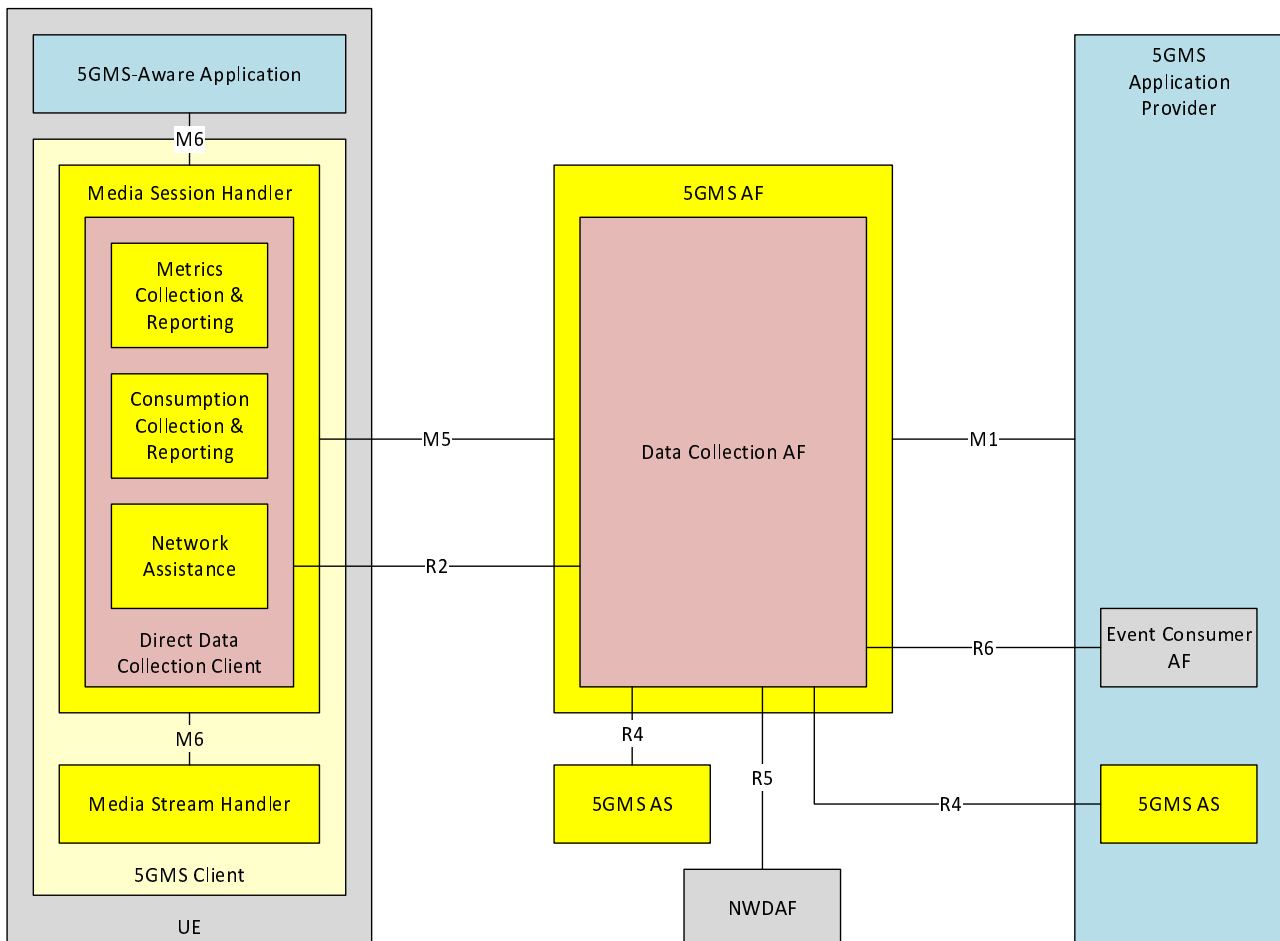 5GMS-Aware Application
M6
Media Session Handler
Metrics
Collection &
Reporting
Consumption
Collection &
Reporting
Network
Assistance
Direct Data
Collection Client
M6
Media Stream Handler
5GMS Client
UE
M5
R2
5GMS AF
Data Collection AF
R4
5GMS AS
R5
NWDAF
M1
R6
R4
5GMS
Application
Provider
Event Consumer
AF
5GMS AS